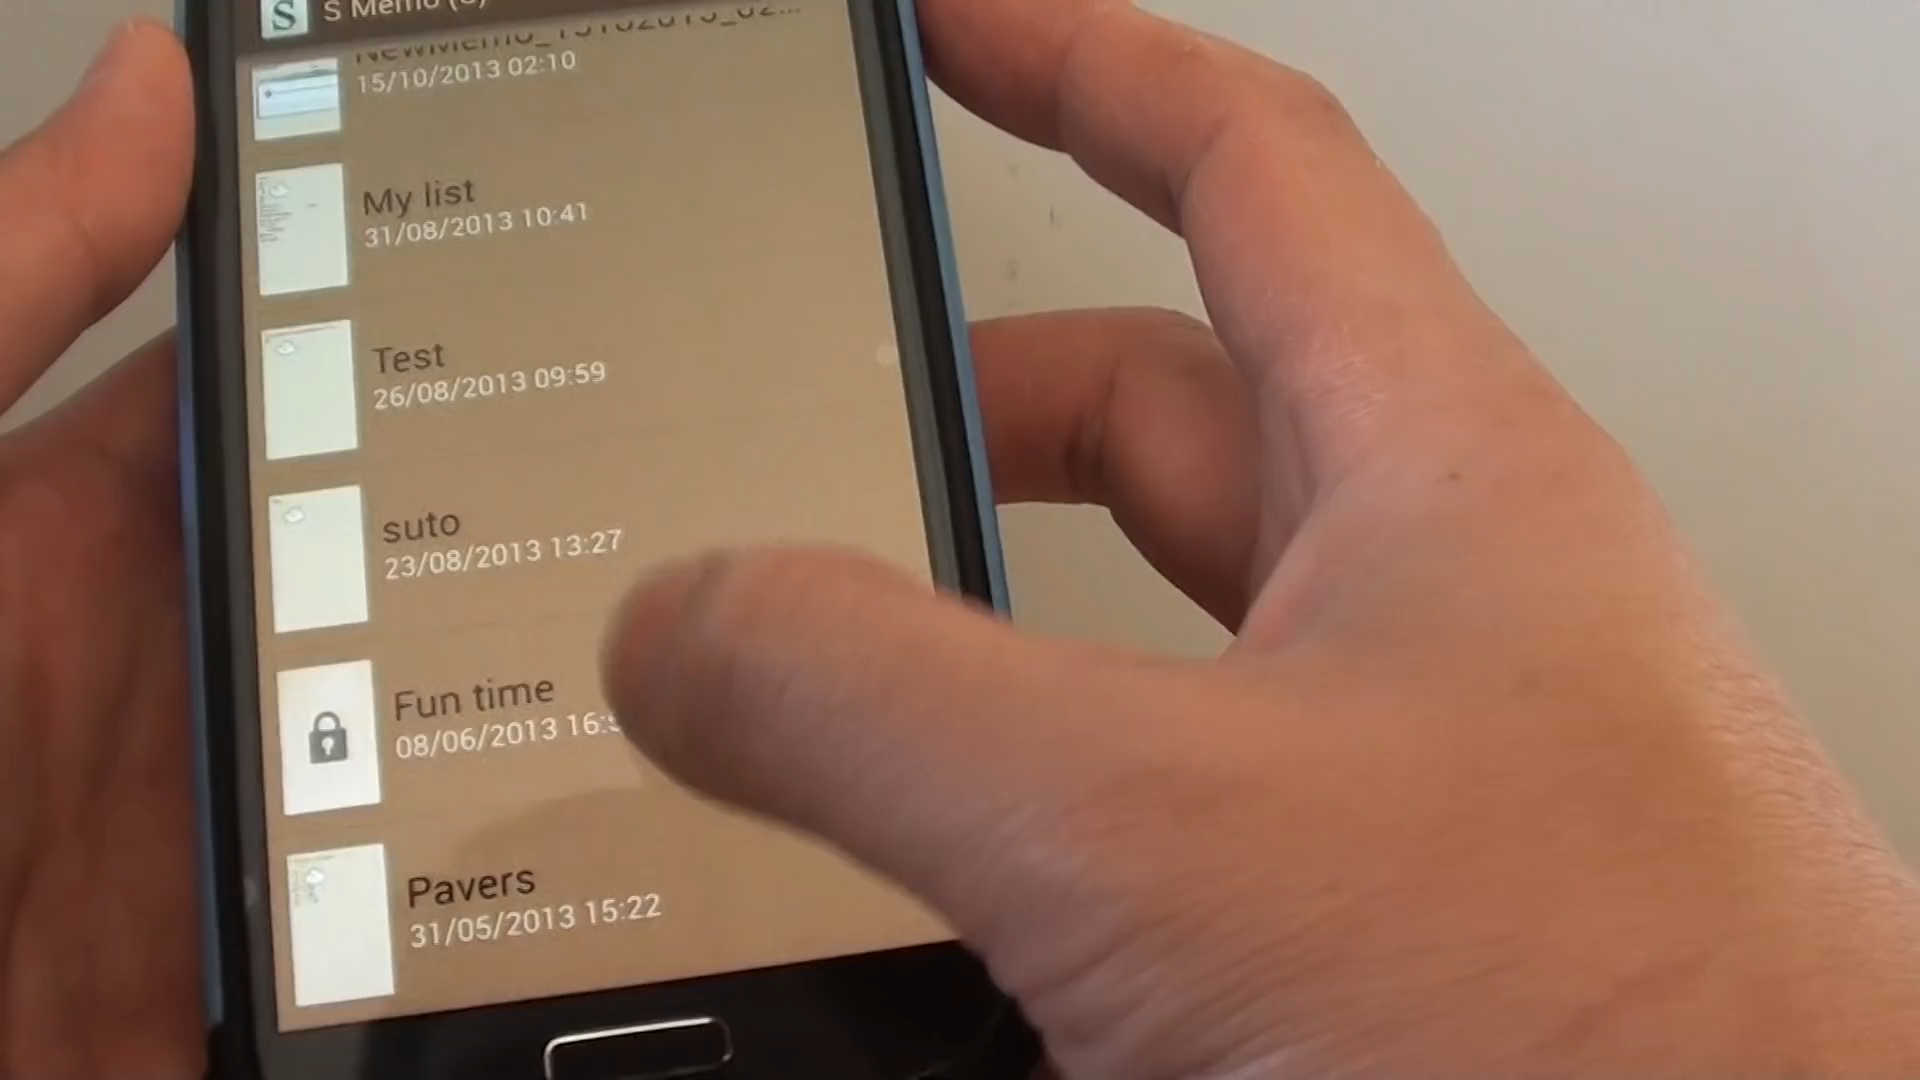 S Memo
15/10/2013 02:10
My list
31/08/2013 10:41
Test
26/08/2013 09:59
suto
23/08/2013 13:27
Fun time
08/06/2013 16:
Pavers
31/05/2013 15:22